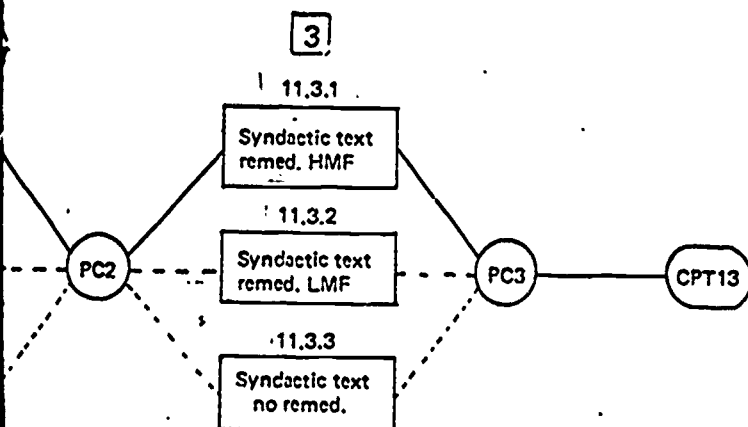 3
11.3.1
Syndactic text
remed. HMF
11.3.2
Syndactic text
remed. LMF
PC2
PC3
CPT13
11.3.3
Syndactic text
no remed.